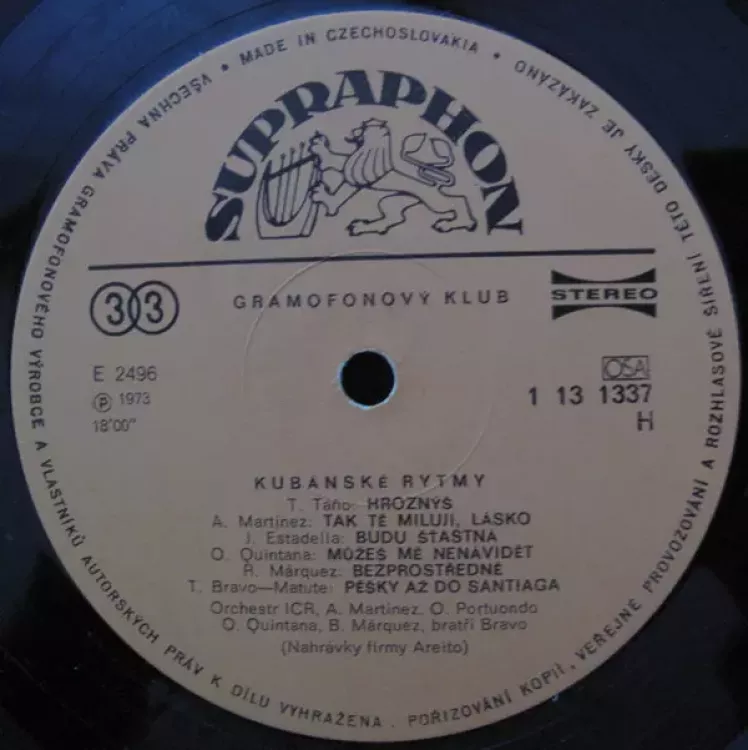 • MADE IN CZECHOSLOVAKIA •
SUPRAPHON
33
GRAMOFONOVÝ KLUB
STEREO
E 2496
Ⓟ 1973
18'00"
OSA
1 13 1337
H
KUBÁNSKÉ RYTMY
T. Táňo: HROZNÝŠ
A. Martínez: TAK TĚ MILUJI, LÁSKO
J. Estadella: BUDU ŠŤASTNÁ
O. Quintana: MŮŽEŠ MĚ NENÁVIDĚT
R. Márquez: BEZPROSTŘEDNĚ
T. Bravo—Matute: PĚŠKY AŽ DO SANTIAGA
Orchestr ICR, A. Martínez, O. Portuondo
O. Quintana, B. Márquez, bratři Bravo
(Nahrávky firmy Areito)
VŠECHNA PRÁVA GRAMOFONOVÉHO VÝROBCE A VLASTNÍKŮ AUTORSKÝCH PRÁV K DÍLU VYHRAŽENA. POŘIZOVÁNÍ KOPIÍ, VEŘEJNÉ PROVOZOVÁNÍ A ROZHLASOVÉ ŠÍŘENÍ TÉTO DESKY JE ZAKÁZÁNO